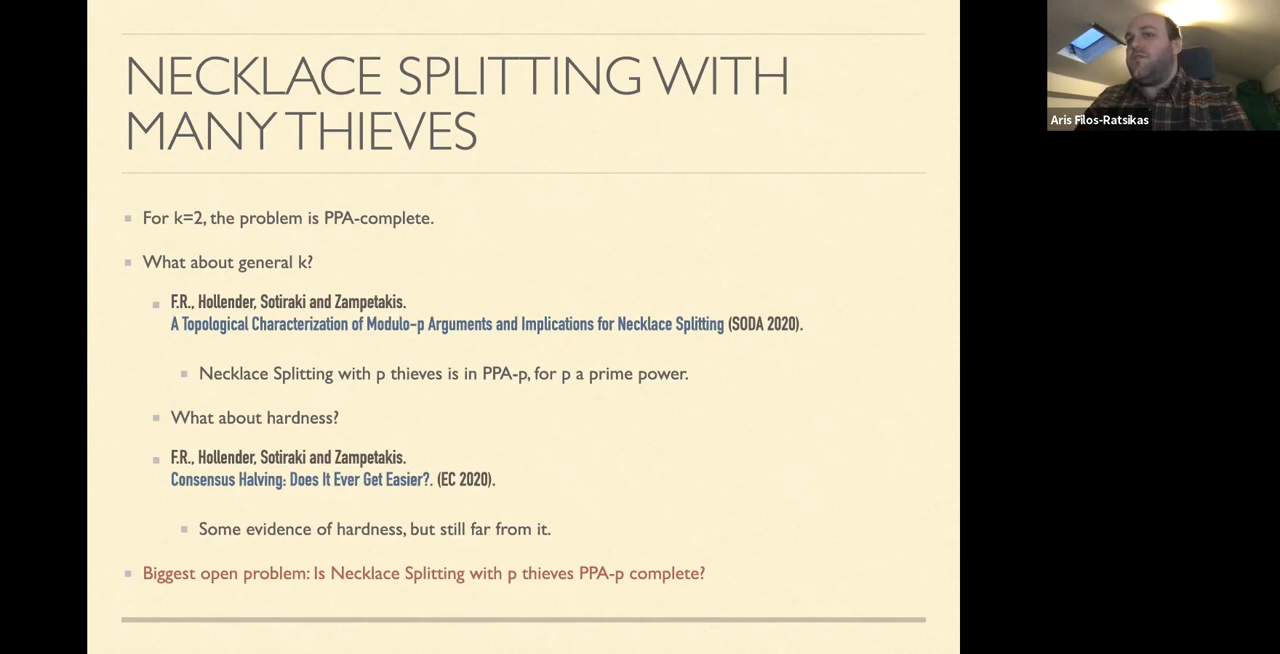 NECKLACE SPLITTING WITH
MANY THIEVES
For k=2, the problem is PPA-complete.
What about general k?
F.R., Hollender, Sotiraki and Zampetakis.
A Topological Characterization of Modulo-p Arguments and Implications for Necklace Splitting (SODA 2020).
Necklace Splitting with p thieves is in PPA-p, for p a prime power.
What about hardness?
F.R., Hollender, Sotiraki and Zampetakis.
Consensus Halving: Does It Ever Get Easier?. (EC 2020).
Some evidence of hardness, but still far from it.
Biggest open problem: Is Necklace Splitting with p thieves PPA-p complete?
Aris Filos-Ratsikas